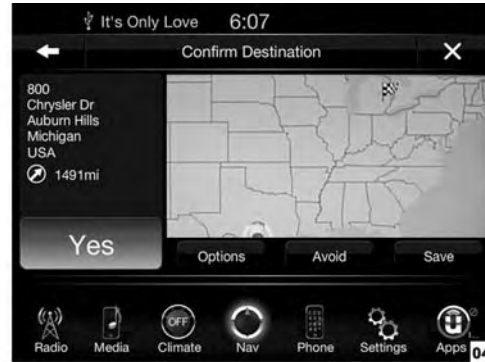 It's Only Love 6:07
Confirm Destination
800
Chrysler Dr
Auburn Hills
Michigan
USA
1491mi
Yes
Options Avoid Save
OFF
Radio Media Climate Nav Phone Settings Apps